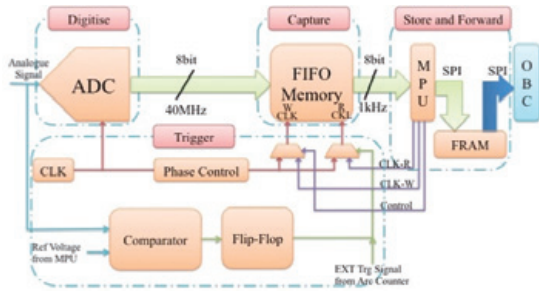 Digitise
Capture
Store and Forward
Analogue
Signal
ADC
8bit
40MHz
FIFO
Memory
W
CLK
R
CLK
8bit
1kHz
MPU
SPI
SPI
OBC
FRAM
Trigger
CLK
Phase Control
CLK-R
CLK-W
Control
Comparator
Flip-Flop
Ref Voltage
from MPU
EXT Trg Signal
from Arc Counter